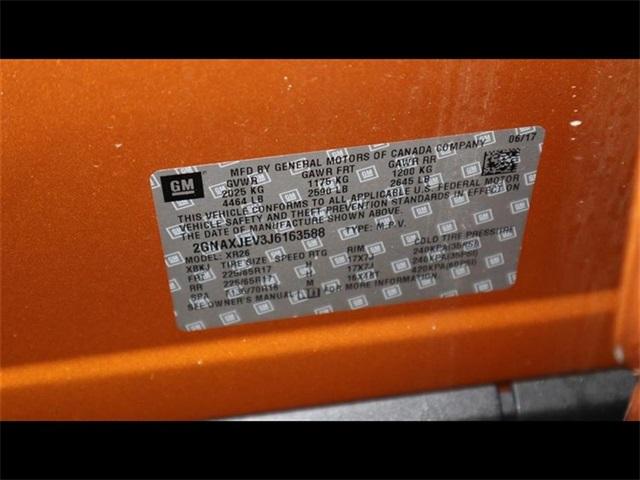 GM
MFD BY GENERAL MOTORS OF CANADA COMPANY 06/17
GVWR GAWR FRT GAWR RR
2025 KG 1175 KG 1200 KG
4464 LB 2590 LB 2645 LB
THIS VEHICLE CONFORMS TO ALL APPLICABLE U.S. FEDERAL MOTOR
VEHICLE SAFETY AND THEFT PREVENTION STANDARDS IN EFFECT ON
THE DATE OF MANUFACTURE SHOWN ABOVE.
2GNAXJEV3J6163588 TYPE: M.P.V.
MODEL: XR26
XBKJ TIRE SIZE SPEED RTG RIM COLD TIRE PRESSURE
FRT 225/65R17 H 17X7J 240KPA(35PSI)
RR 225/65R17 H 17X7J 240KPA(35PSI)
SPA 135/70R16 M 16X4BT 420KPA(60PSI)
SEE OWNER'S MANUAL FOR MORE INFORMATION